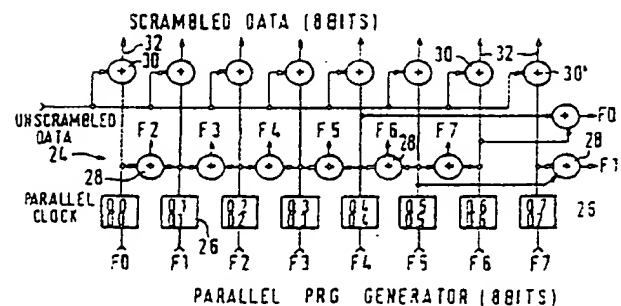 SCRAMBLED DATA (8BITS)
32
30
30
32
30'
UNSCRAMBLED
DATA
F0
F2 F3 F4 F5 F6 F7
24
28
28
28
F1
PARALLEL
CLOCK
26
26
F0 F1 F2 F3 F4 F5 F6 F7
PARALLEL PRG GENERATOR (8BITS)